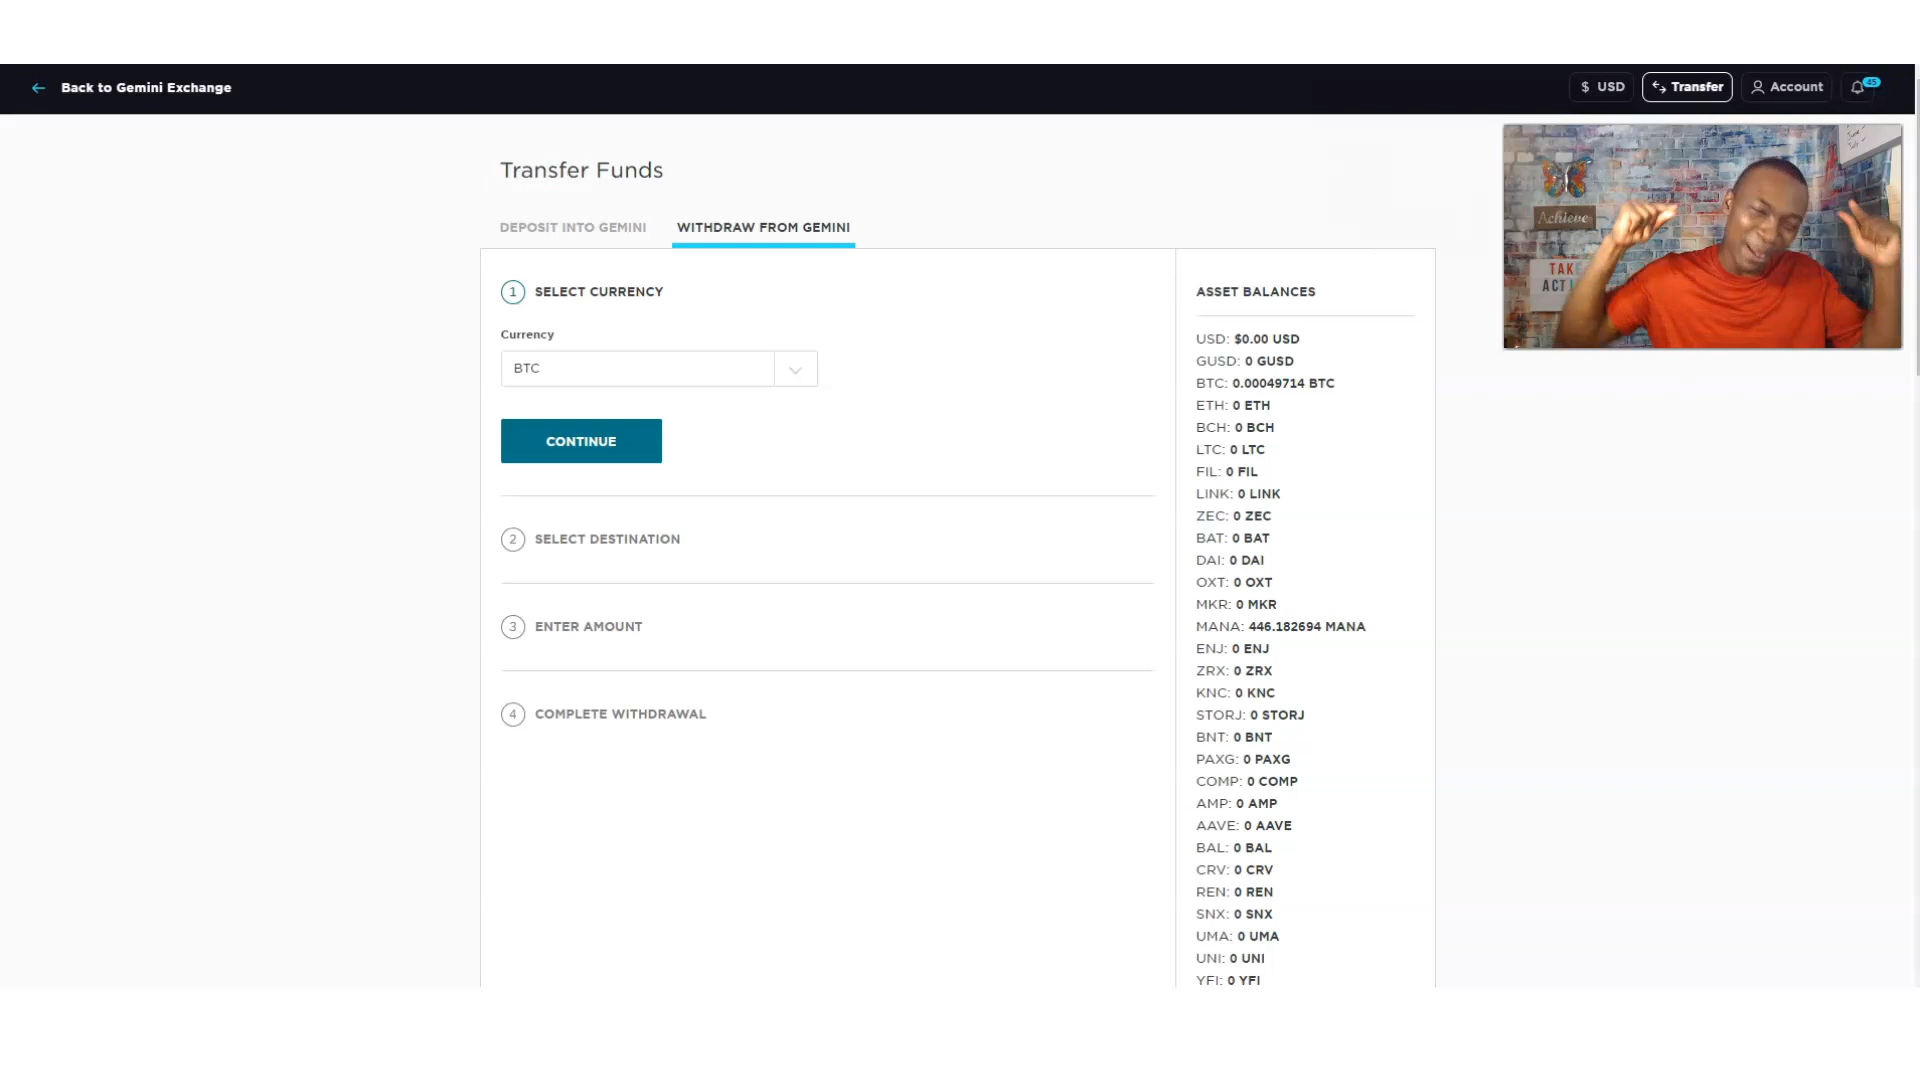 Back to Gemini Exchange
$ USD
Transfer
Account
45
Transfer Funds
DEPOSIT INTO GEMINI
WITHDRAW FROM GEMINI
1 SELECT CURRENCY
Currency
BTC
CONTINUE
2 SELECT DESTINATION
3 ENTER AMOUNT
4 COMPLETE WITHDRAWAL
ASSET BALANCES
USD: $0.00 USD
GUSD: 0 GUSD
BTC: 0.00049714 BTC
ETH: 0 ETH
BCH: 0 BCH
LTC: 0 LTC
FIL: 0 FIL
LINK: 0 LINK
ZEC: 0 ZEC
BAT: 0 BAT
DAI: 0 DAI
OXT: 0 OXT
MKR: 0 MKR
MANA: 446.182694 MANA
ENJ: 0 ENJ
ZRX: 0 ZRX
KNC: 0 KNC
STORJ: 0 STORJ
BNT: 0 BNT
PAXG: 0 PAXG
COMP: 0 COMP
AMP: 0 AMP
AAVE: 0 AAVE
BAL: 0 BAL
CRV: 0 CRV
REN: 0 REN
SNX: 0 SNX
UMA: 0 UMA
UNI: 0 UNI
YFI: 0 YFI
Achieve
TAK
ACTI